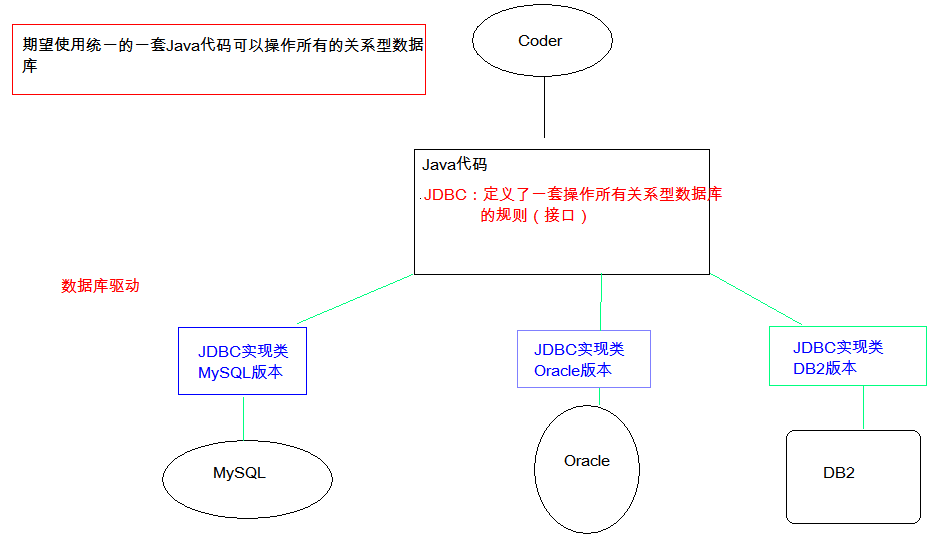 期望使用统一的一套Java代码可以操作所有的关系型数据
库
Coder
Java代码
.JDBC：定义了一套操作所有关系型数据库
的规则（接口）
数据库驱动
JDBC实现类
MySQL版本
JDBC实现类
Oracle版本
JDBC实现类
DB2版本
MySQL
Oracle
DB2